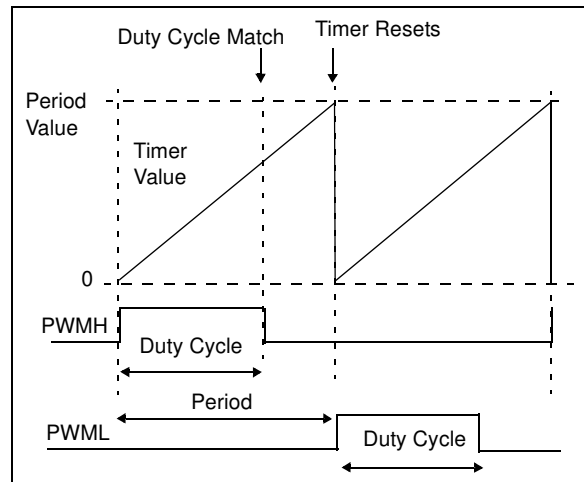 Duty Cycle Match
Timer Resets
Period
Value
Timer
Value
0
PWMH
Duty Cycle
Period
PWML
Duty Cycle